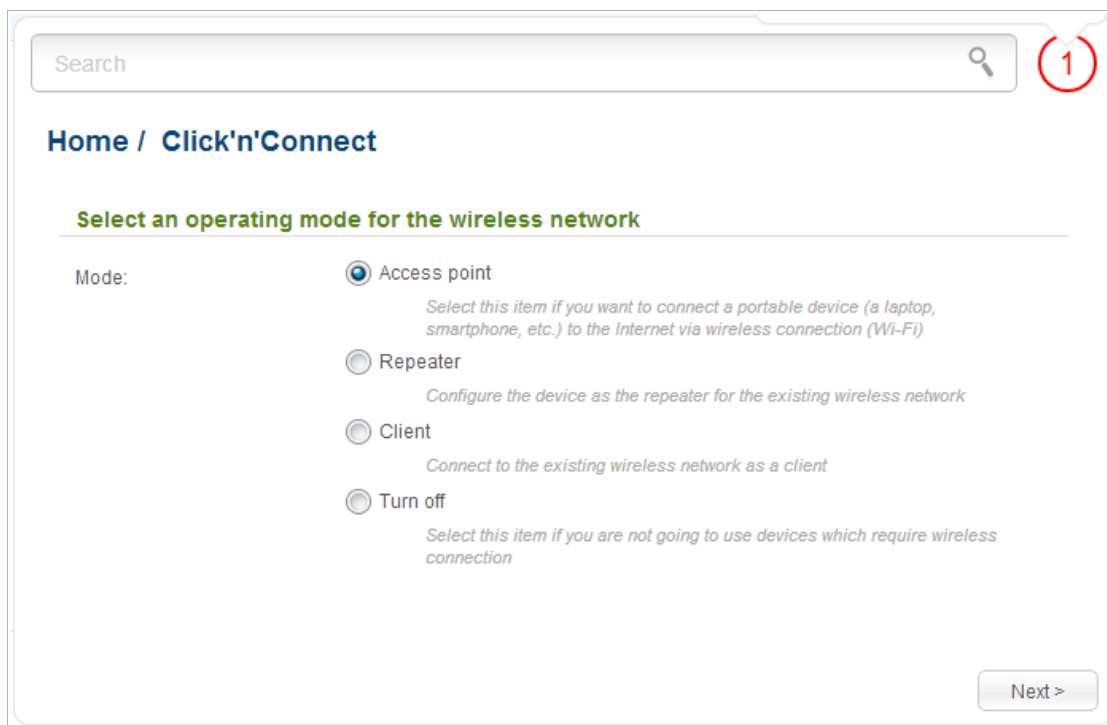 Search
1
Home / Click'n'Connect
Select an operating mode for the wireless network
Mode:
Access point
Select this item if you want to connect a portable device (a laptop,
smartphone, etc.) to the Internet via wireless connection (Wi-Fi)
Repeater
Configure the device as the repeater for the existing wireless network
Client
Connect to the existing wireless network as a client
Turn off
Select this item if you are not going to use devices which require wireless
connection
Next >